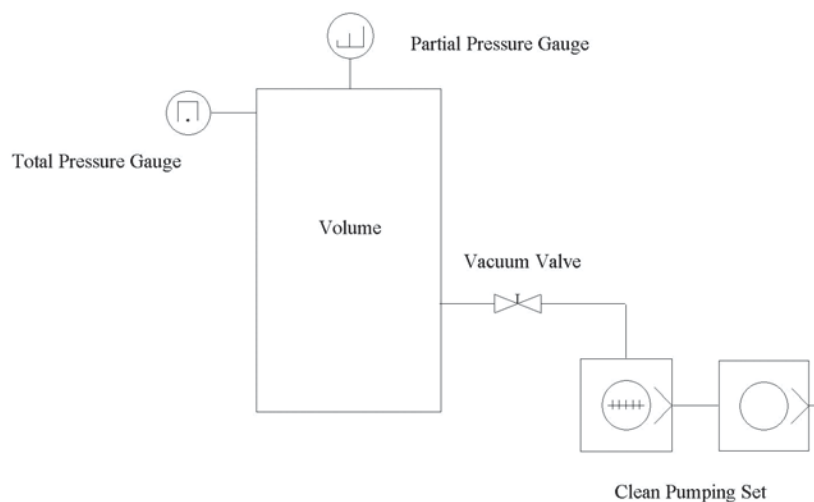 Partial Pressure Gauge
Total Pressure Gauge
Volume
Vacuum Valve
Clean Pumping Set